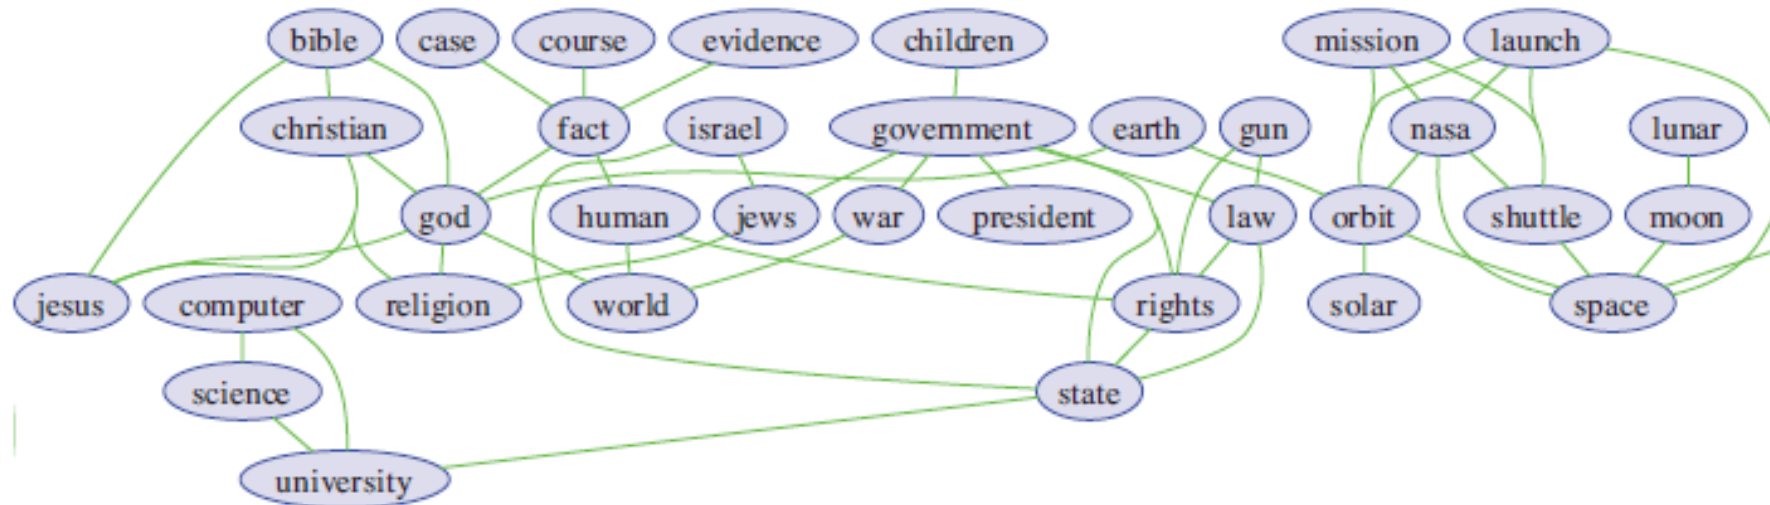 bible case course evidence children mission launch
christian fact israel government earth gun nasa lunar
god human jews war president law orbit shuttle moon
jesus computer religion world rights solar space
science state
university